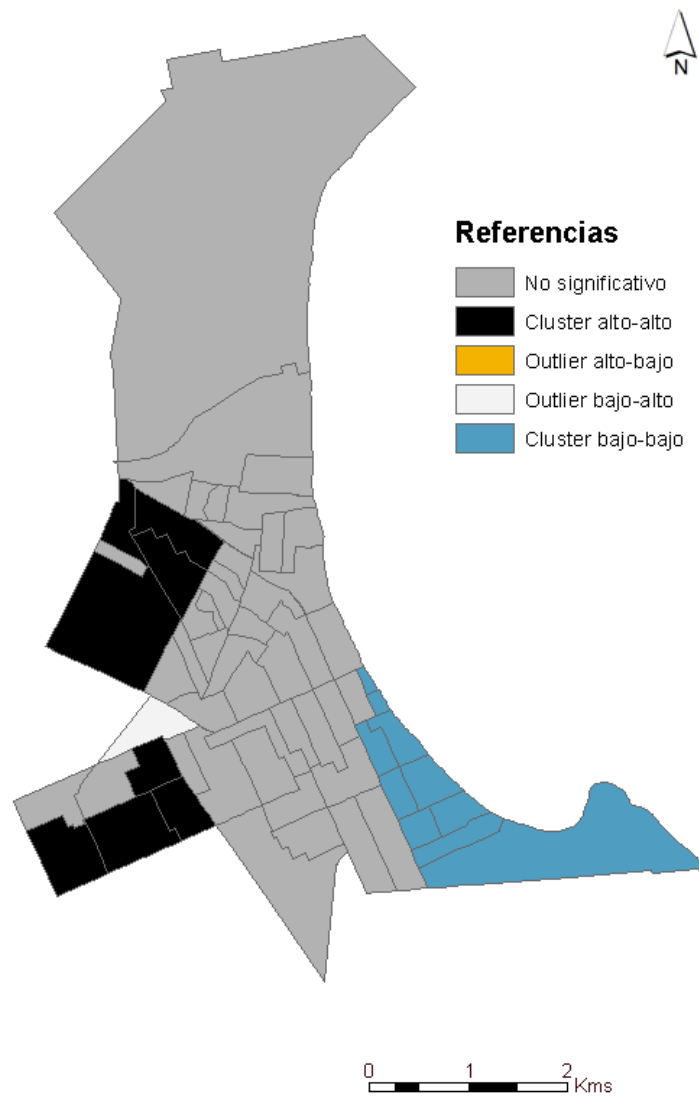 N
Referencias
No significativo
Cluster alto-alto
Outlier alto-bajo
Outlier bajo-alto
Cluster bajo-bajo
0 1 2
Kms